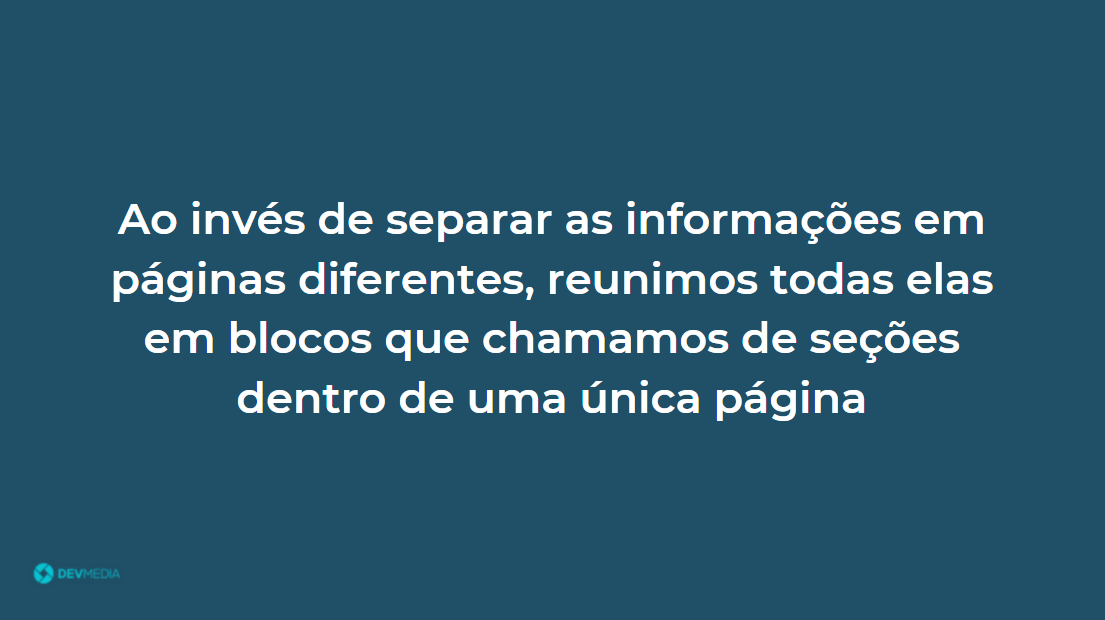 Ao invés de separar as informações em
páginas diferentes, reunimos todas elas
em blocos que chamamos de seções
dentro de uma única página
DEVMEDIA